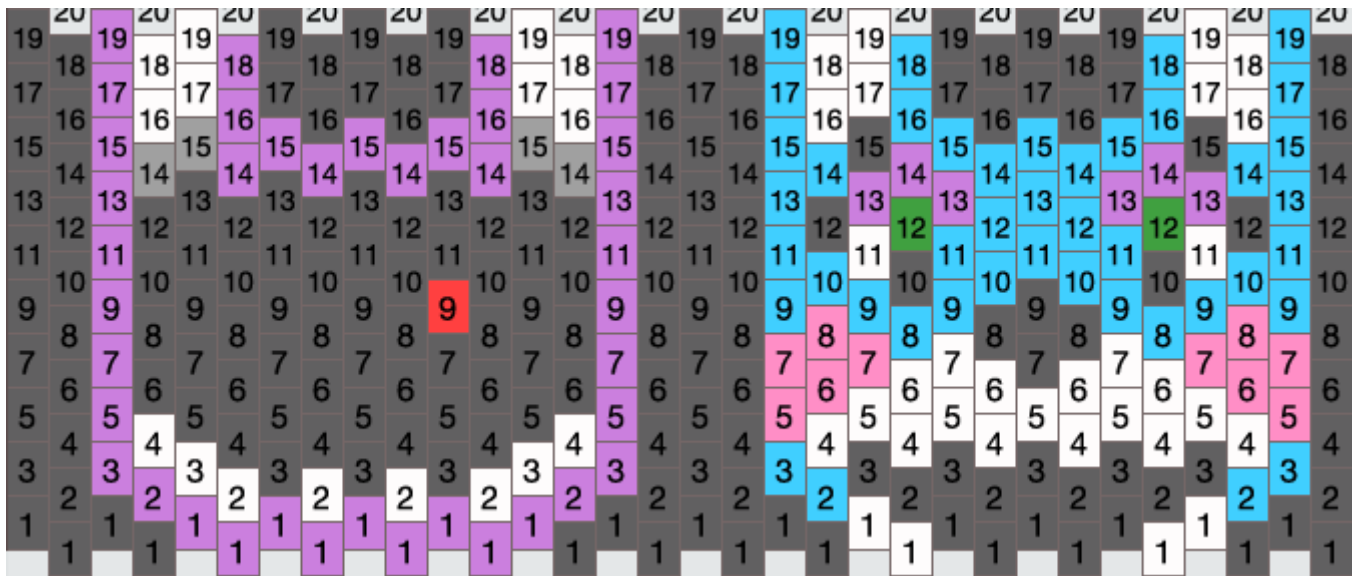 20 20 20 20 20 20 20 20 20 20 20 20 20 20 20 20
19 19 19 19 19 19 19 19 19 19 19 19 19 19 19 19
18 18 18 18 18 18 18 18 18 18 18 18 18 18 18 18
17 17 17 17 17 17 17 17 17 17 17 17 17 17 17 17
16 16 16 16 16 16 16 16 16 16 16 16 16 16 16 16
15 15 15 15 15 15 15 15 15 15 15 15 15 15 15 15
14 14 14 14 14 14 14 14 14 14 14 14 14 14 14 14
13 13 13 13 13 13 13 13 13 13 13 13 13 13 13 13
12 12 12 12 12 12 12 12 12 12 12 12 12 12 12 12
11 11 11 11 11 11 11 11 11 11 11 11 11 11 11 11
10 10 10 10 10 10 10 10 10 10 10 10 10 10 10 10
9 9 9 9 9 9 9 9 9 9 9 9 9 9 9 9
8 8 8 8 8 8 8 8 8 8 8 8 8 8 8 8
7 7 7 7 7 7 7 7 7 7 7 7 7 7 7 7
6 6 6 6 6 6 6 6 6 6 6 6 6 6 6 6
5 5 5 5 5 5 5 5 5 5 5 5 5 5 5 5
4 4 4 4 4 4 4 4 4 4 4 4 4 4 4 4
3 3 3 3 3 3 3 3 3 3 3 3 3 3 3 3
2 2 2 2 2 2 2 2 2 2 2 2 2 2 2 2
1 1 1 1 1 1 1 1 1 1 1 1 1 1 1 1
1 1 1 1 1 1 1 1 1 1 1 1 1 1 1 1